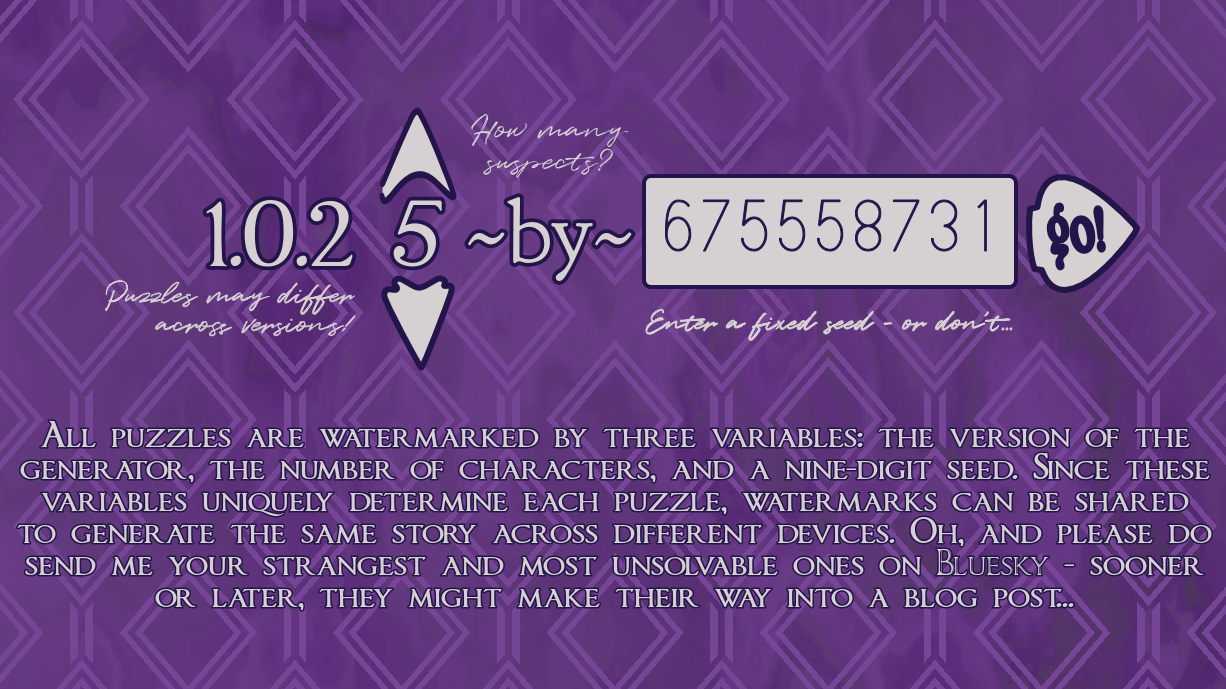 How many
suspects?
1.0.2 5 ~by~ 675558731 go!
Puzzles may differ
across versions!
Enter a fixed seed - or don't...
All puzzles are watermarked by three variables: the version of the
generator, the number of characters, and a nine-digit seed. Since these
variables uniquely determine each puzzle, watermarks can be shared
to generate the same story across different devices. Oh, and please do
send me your strangest and most unsolvable ones on Bluesky - sooner
or later, they might make their way into a blog post...